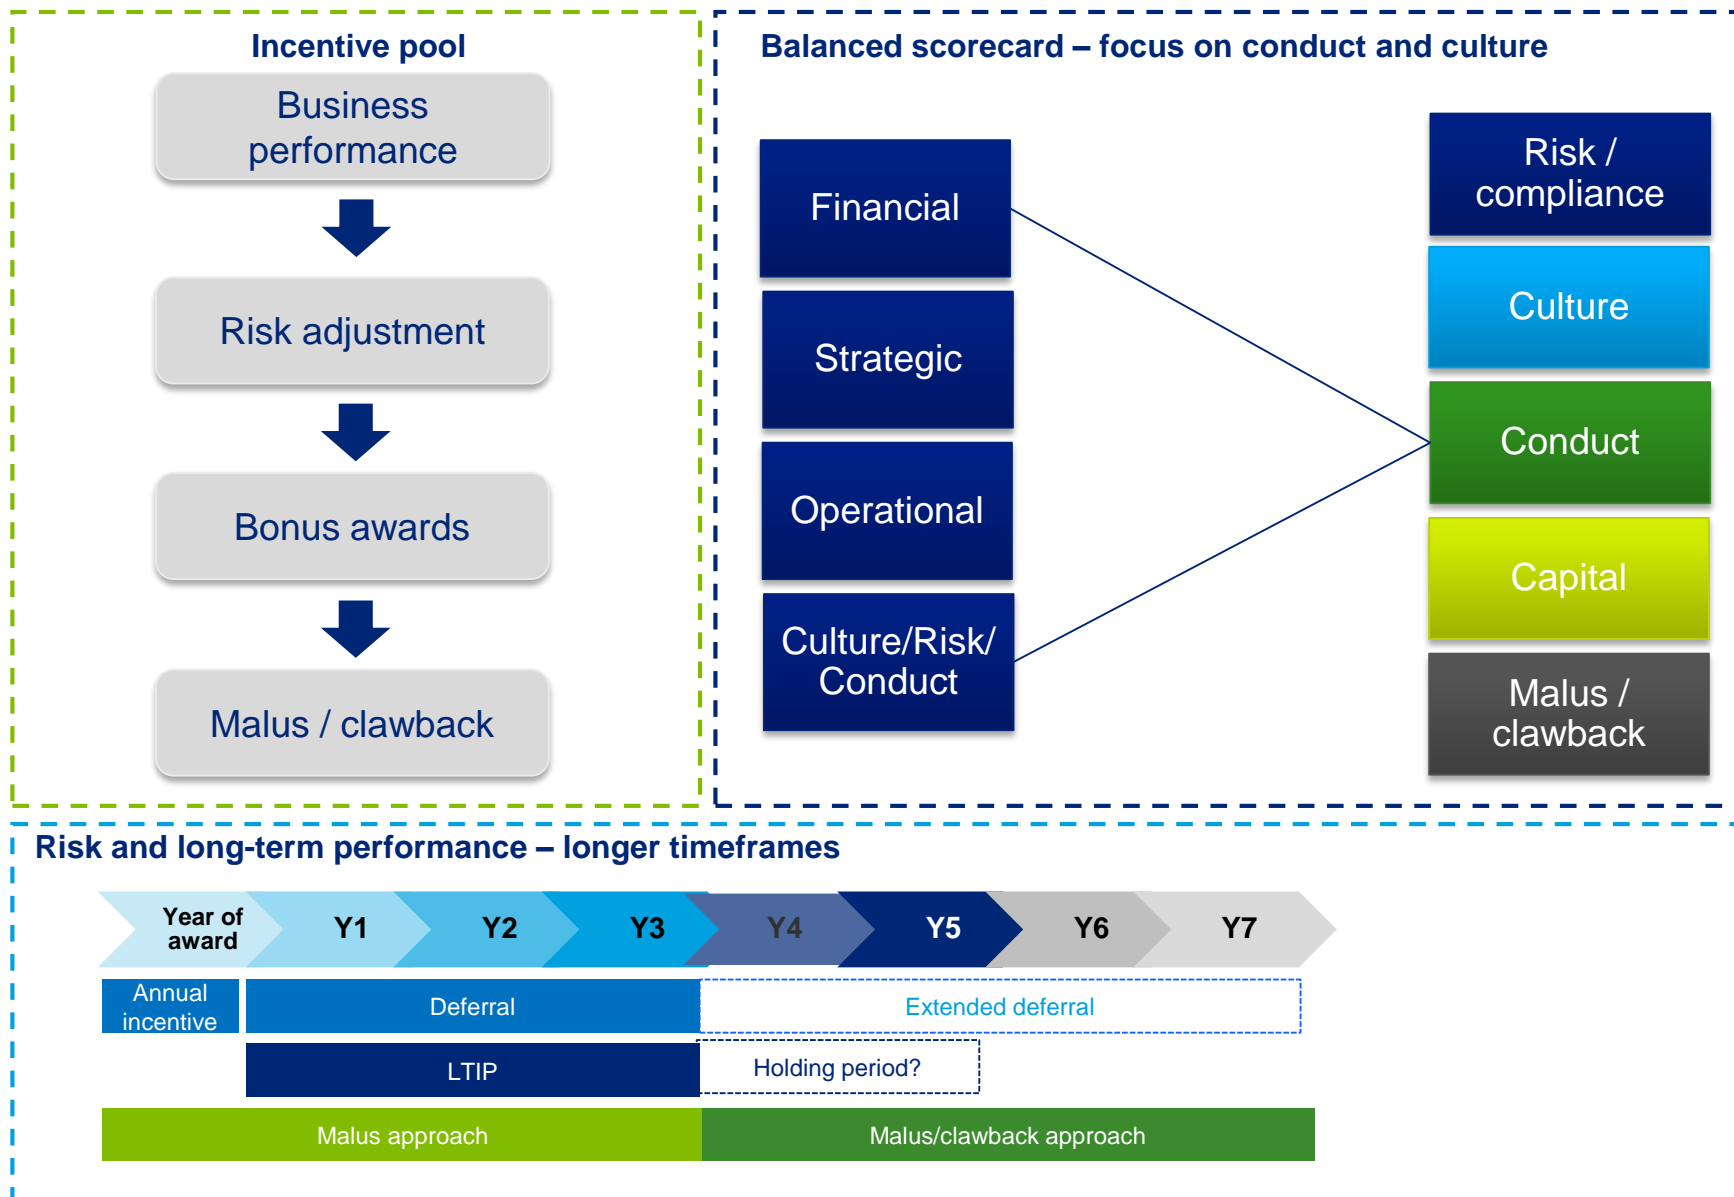 Incentive pool
Business
performance
Risk adjustment
Bonus awards
Malus / clawback
Balanced scorecard – focus on conduct and culture
Financial
Strategic
Operational
Culture/Risk/
Conduct
Risk /
compliance
Culture
Conduct
Capital
Malus /
clawback
Risk and long-term performance – longer timeframes
Year of
award
Y1
Y2
Y3
Y4
Y5
Y6
Y7
Annual
incentive
Deferral
Extended deferral
LTIP
Holding period?
Malus approach
Malus/clawback approach